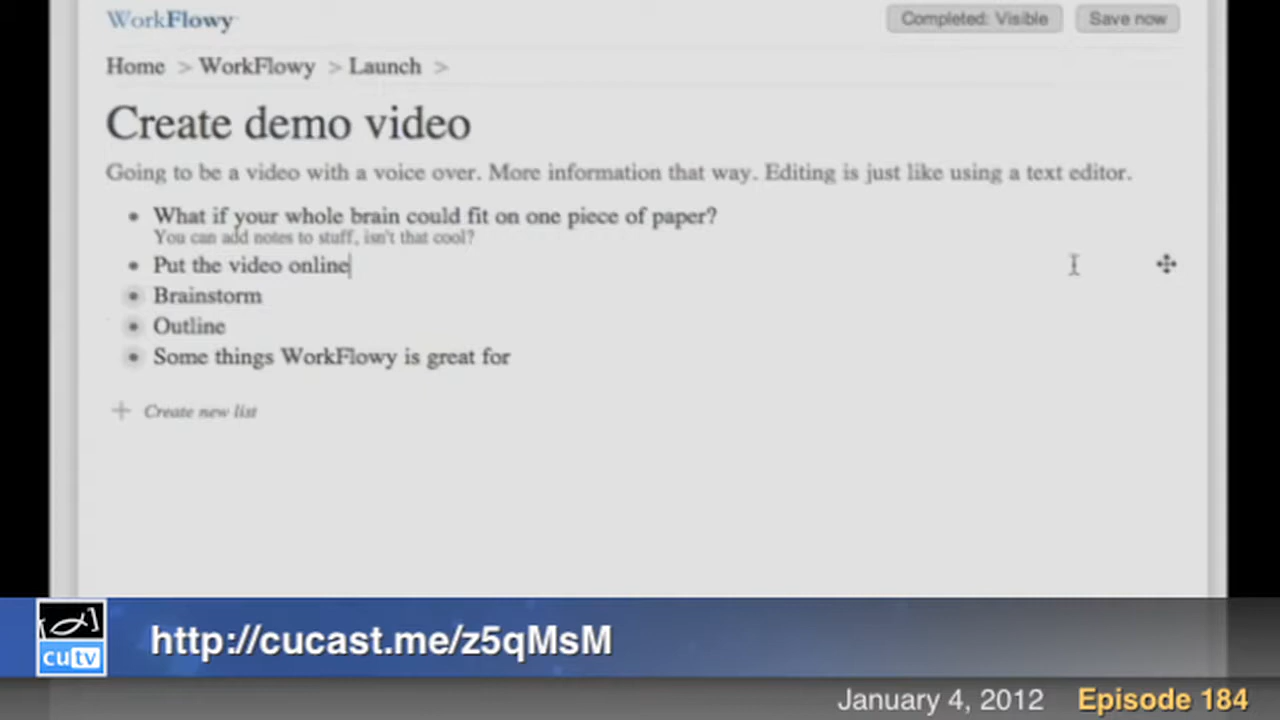 WorkFlowy
Completed: Visible
Save now
Home > WorkFlowy > Launch >
Create demo video
Going to be a video with a voice over. More information that way. Editing is just like using a text editor.
What if your whole brain could fit on one piece of paper?
You can add notes to stuff, isn't that cool?
Put the video online
Brainstorm
Outline
Some things WorkFlowy is great for
+ Create new list
cutv
http://cucast.me/z5qMsM
January 4, 2012 Episode 184